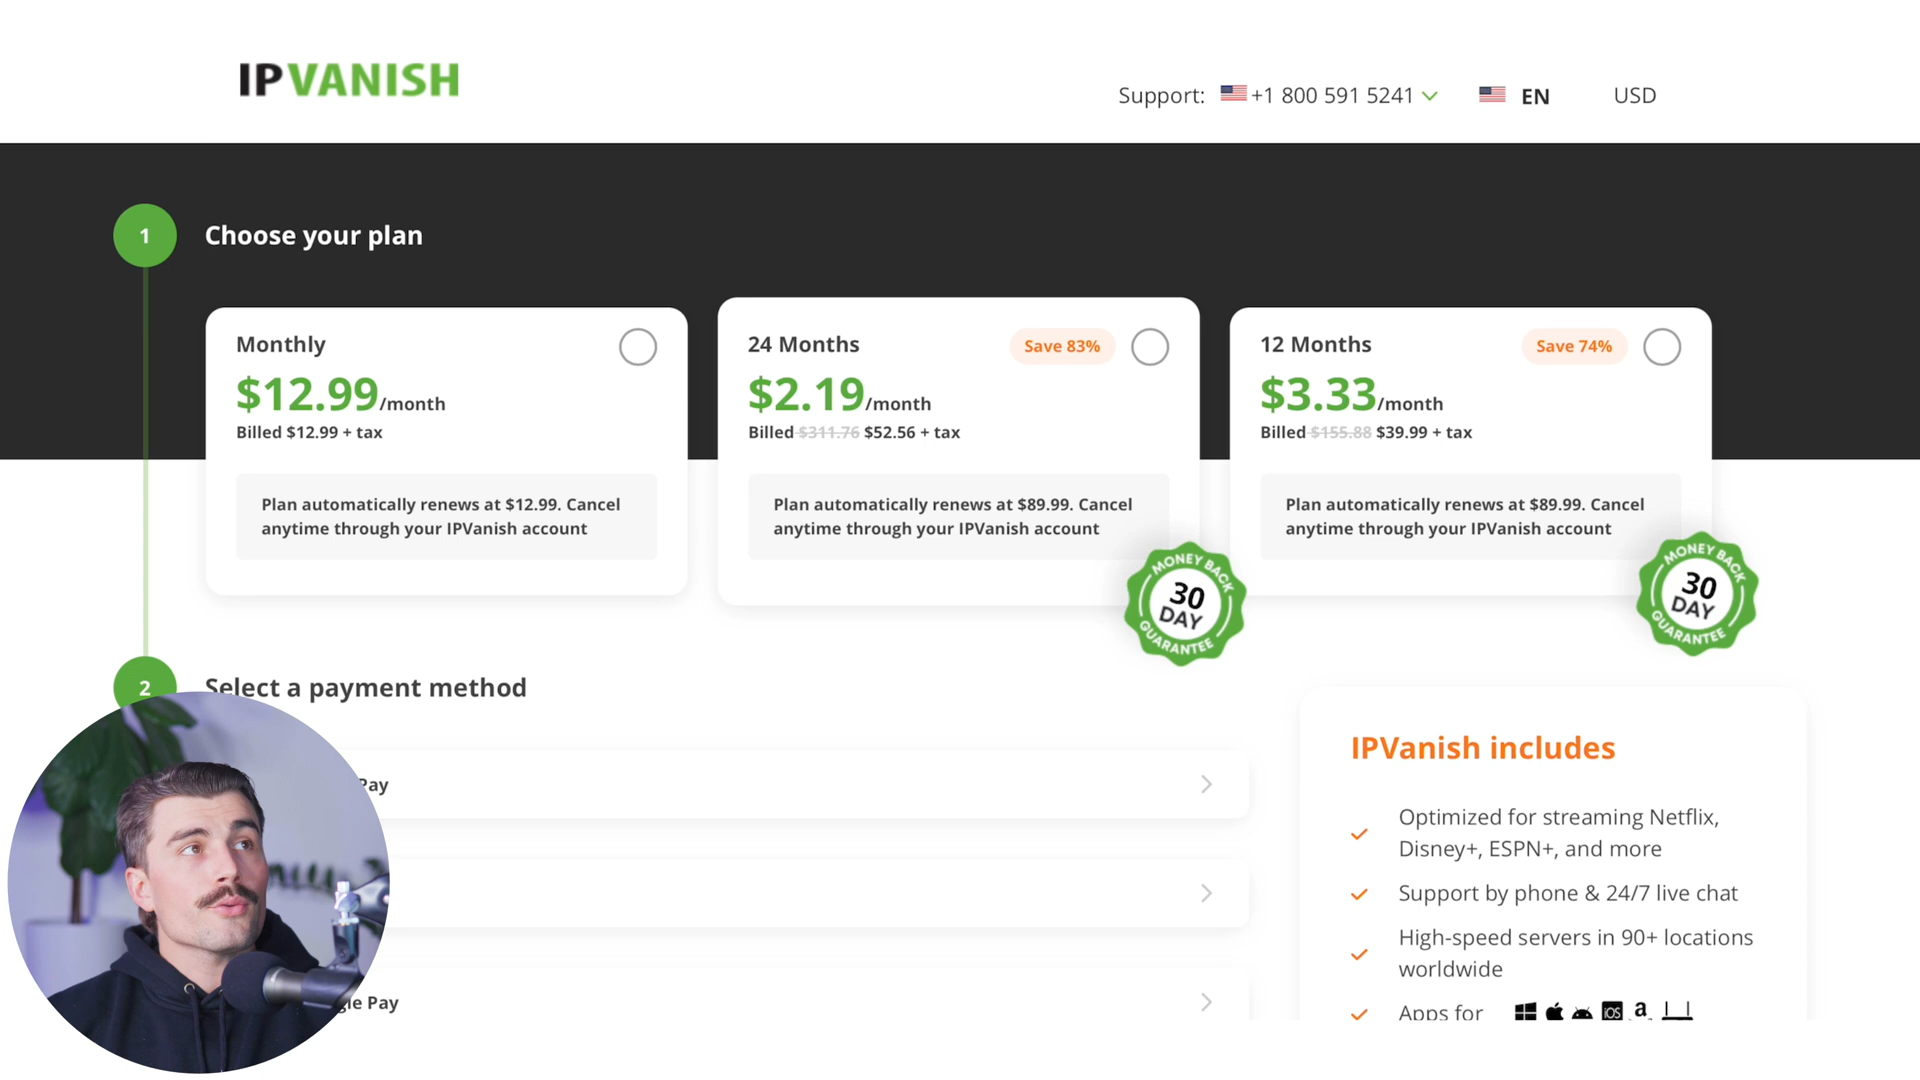 IPVANISH
Support: +1 800 591 5241
EN
USD
1
Choose your plan
Monthly
$12.99/month
Billed $12.99 + tax
Plan automatically renews at $12.99. Cancel
anytime through your IPVanish account
24 Months
Save 83%
$2.19/month
Billed $311.76 $52.56 + tax
Plan automatically renews at $89.99. Cancel
anytime through your IPVanish account
MONEY BACK
30
DAY
GUARANTEE
12 Months
Save 74%
$3.33/month
Billed $155.88 $39.99 + tax
Plan automatically renews at $89.99. Cancel
anytime through your IPVanish account
MONEY BACK
30
DAY
GUARANTEE
2
Select a payment method
Pay
Pay
IPVanish includes
Optimized for streaming Netflix,
Disney+, ESPN+, and more
Support by phone & 24/7 live chat
High-speed servers in 90+ locations
worldwide
Apps for
iOS
a